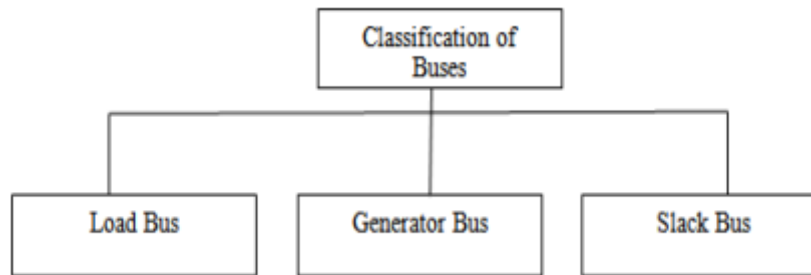 Classification of
Buses
Load Bus
Generator Bus
Slack Bus